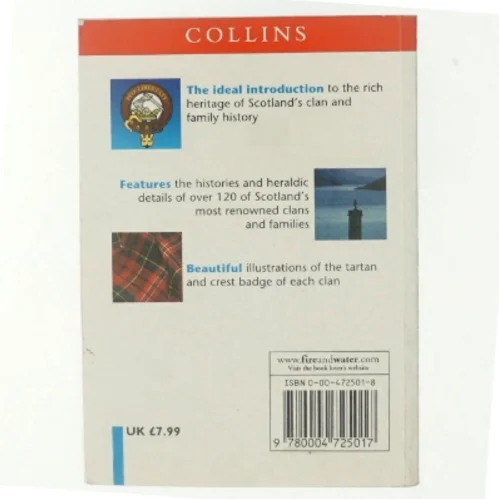 COLLINS
The ideal introduction to the rich
heritage of Scotland's clan and
family history
Features the histories and heraldic
details of over 120 of Scotland's
most renowned clans
and families
Beautiful illustrations of the tartan
and crest badge of each clan
www.fireandwater.com
Visit the book lover's website
ISBN 0-00-472501-8
9 780004 725017
UK £7.99